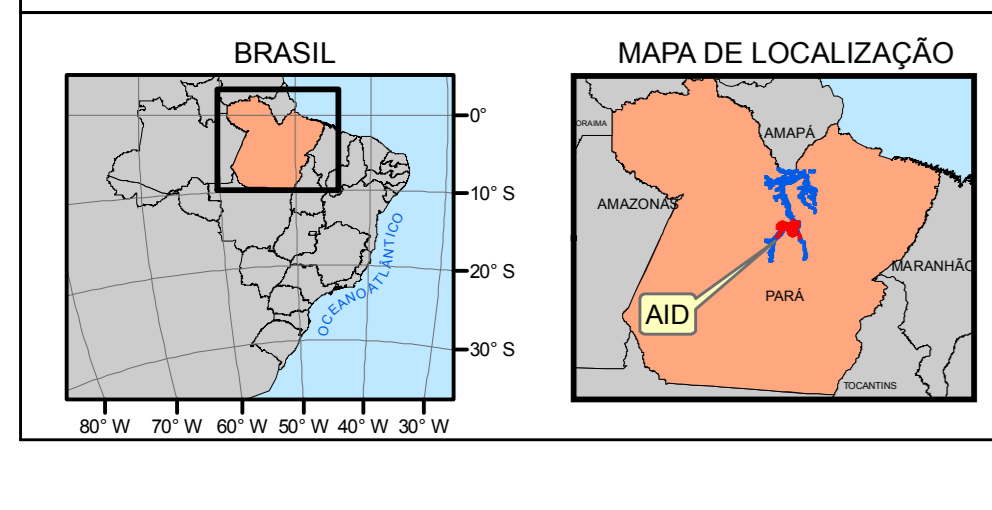 BRASIL
0°
10° S
20° S
30° S
OCEANO ATLÂNTICO
80° W 70° W 60° W 50° W 40° W 30° W
MAPA DE LOCALIZAÇÃO
ORAIMA
AMAPÁ
AMAZONAS
MARANHÃO
PARÁ
AID
TOCANTINS